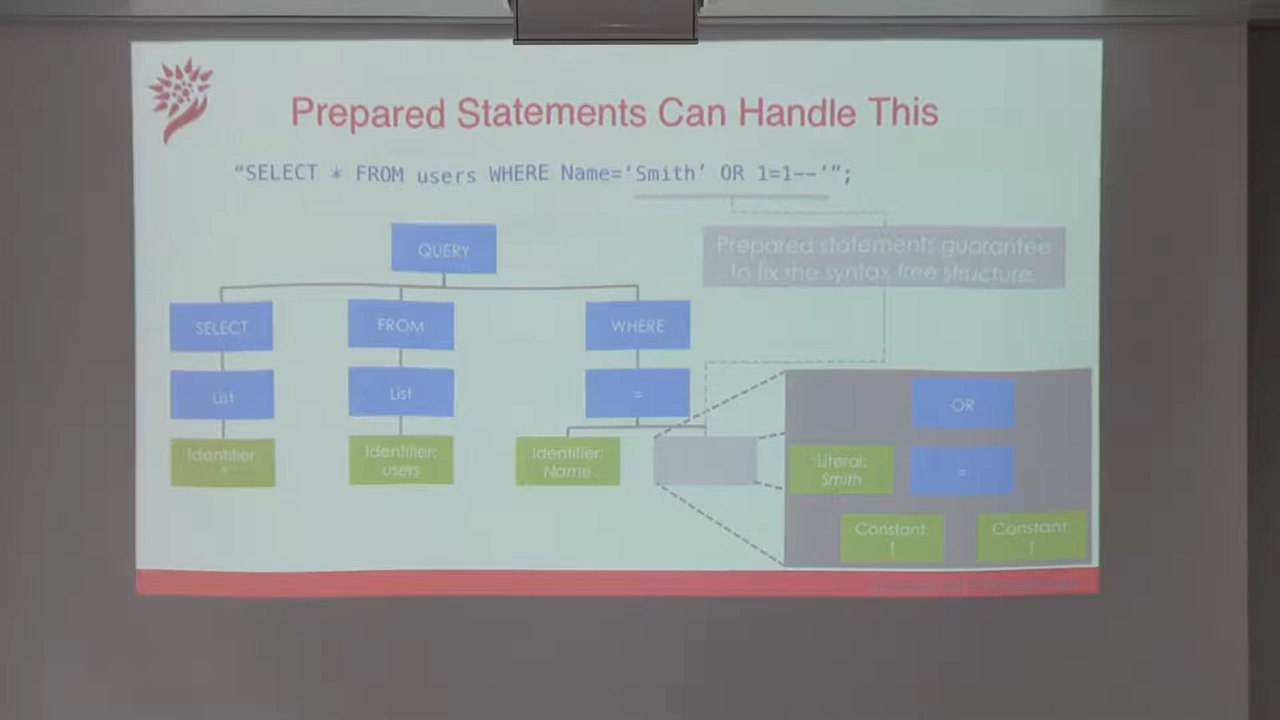 Prepared Statements Can Handle This
“SELECT * FROM users WHERE Name=‘Smith’ OR 1=1--’”;
Prepared statements guarantee
to fix the syntax tree structure.
QUERY
SELECT
FROM
WHERE
List
List
=
OR
Identifier:
*
Identifier:
users
Identifier:
Name
Literal:
Smith
=
Constant:
1
Constant:
1